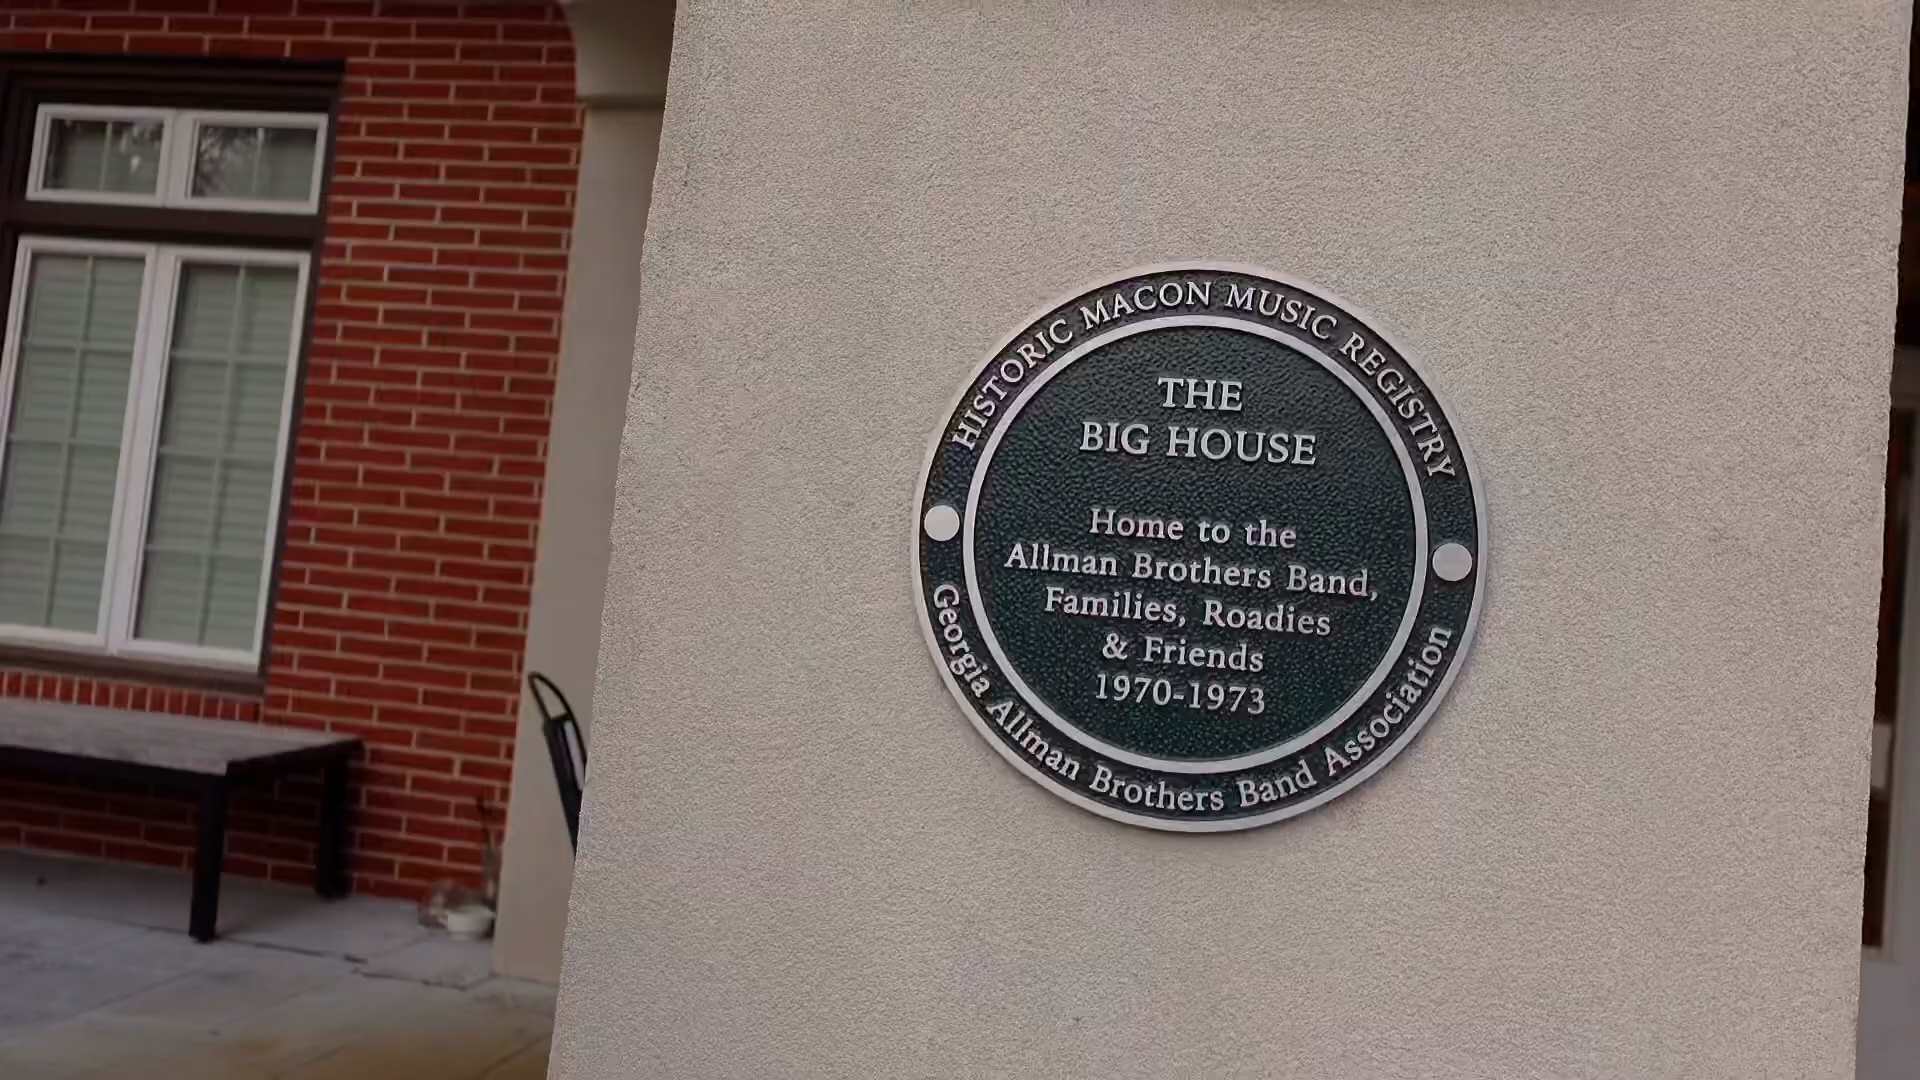 HISTORIC MACON MUSIC REGISTRY
THE
BIG HOUSE
Home to the
Allman Brothers Band,
Families, Roadies
& Friends
1970-1973
Georgia Allman Brothers Band Association